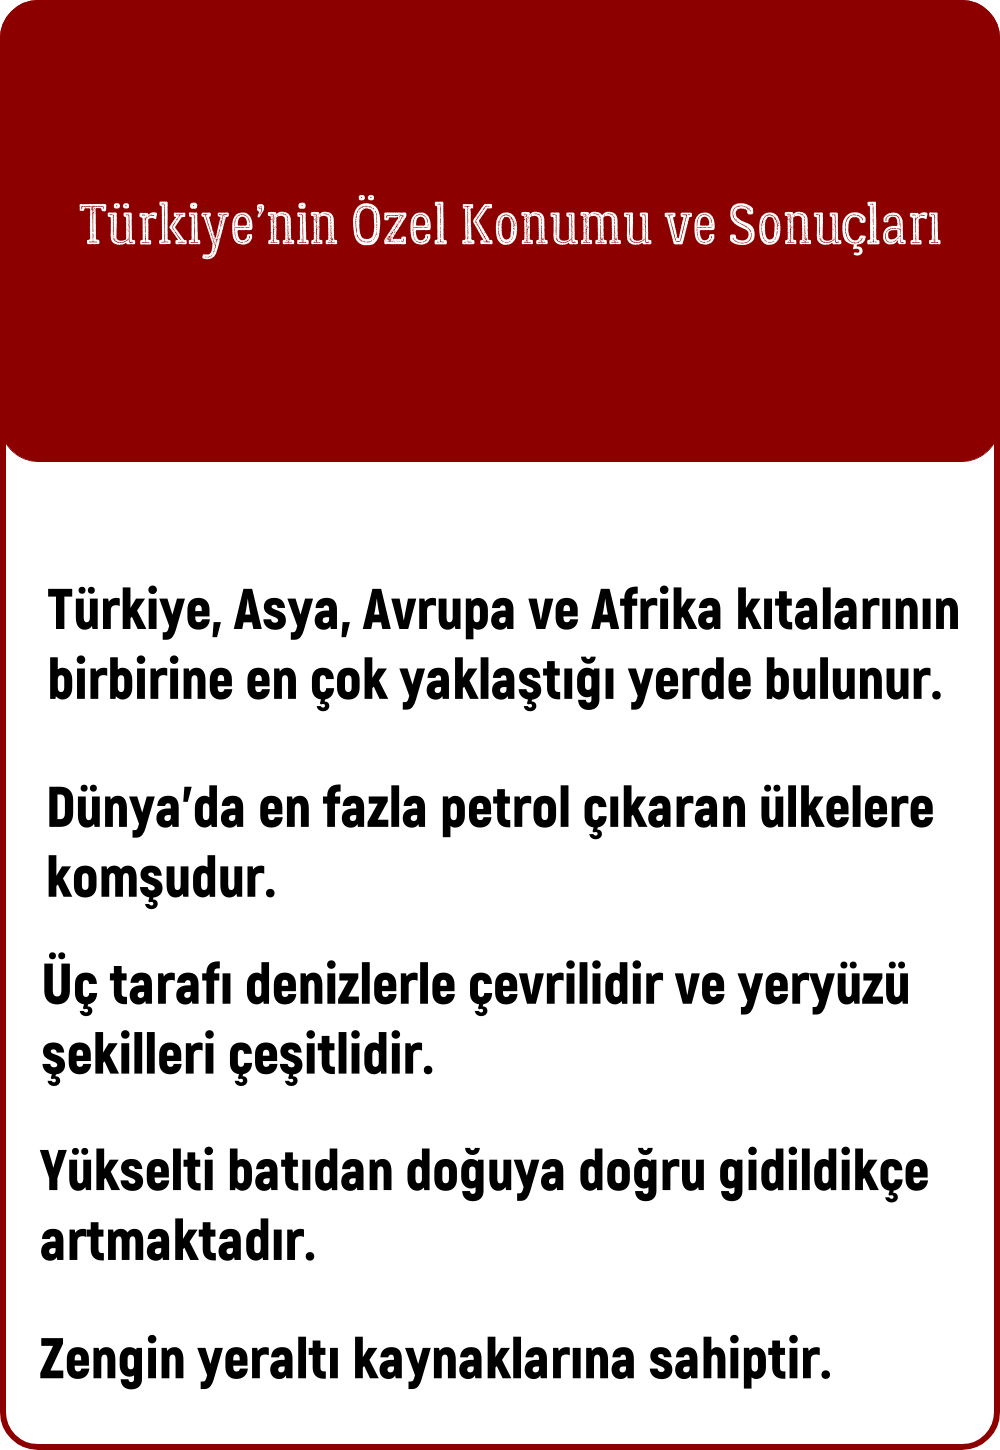 Türkiye’nin Özel Konumu ve Sonuçları
Türkiye, Asya, Avrupa ve Afrika kıtalarının
birbirine en çok yaklaştığı yerde bulunur.
Dünya’da en fazla petrol çıkaran ülkelere
komşudur.
Üç tarafı denizlerle çevrilidir ve yeryüzü
şekilleri çeşitlidir.
Yükselti batıdan doğuya doğru gidildikçe
artmaktadır.
Zengin yeraltı kaynaklarına sahiptir.